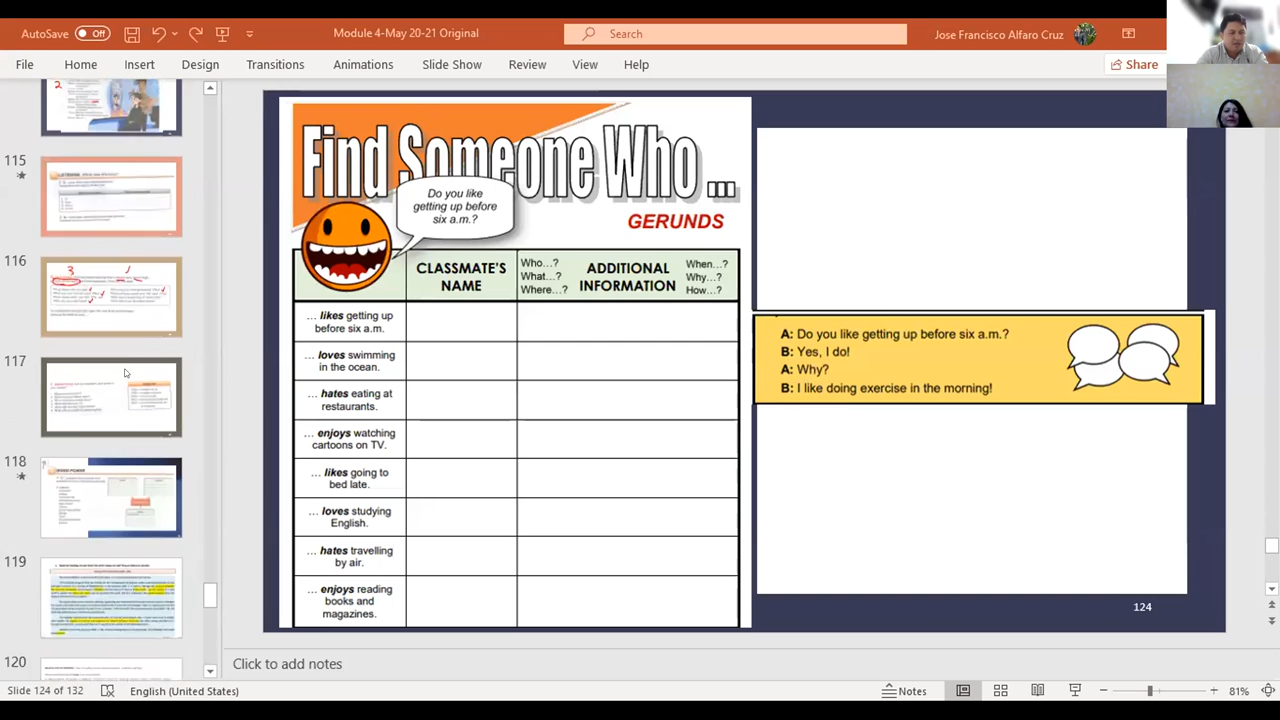 AutoSave Off
Module 4-May 20-21 Original
Search
Jose Francisco Alfaro Cruz
File Home Insert Design Transitions Animations Slide Show Review View Help
Share
115
116
117
118
119
120
Find Someone Who ...
Do you like
getting up before
six a.m.?
GERUNDS
CLASSMATE'S
NAME
Who...?
What...?
Where...?
ADDITIONAL
INFORMATION
When...?
Why...?
How...?
... likes getting up
before six a.m.
... loves swimming
in the ocean.
... hates eating at
restaurants.
... enjoys watching
cartoons on TV.
... likes going to
bed late.
... loves studying
English.
... hates travelling
by air.
... enjoys reading
books and
magazines.
A: Do you like getting up before six a.m.?
B: Yes, I do!
A: Why?
B: I like doing exercise in the morning!
124
Click to add notes
Slide 124 of 132
English (United States)
Notes
81%